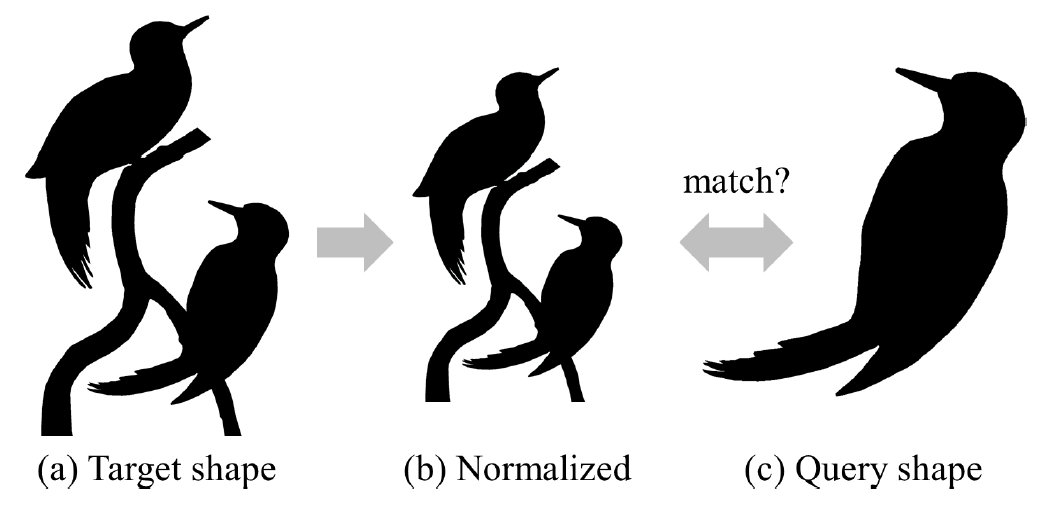 match?
(a) Target shape
(b) Normalized
(c) Query shape